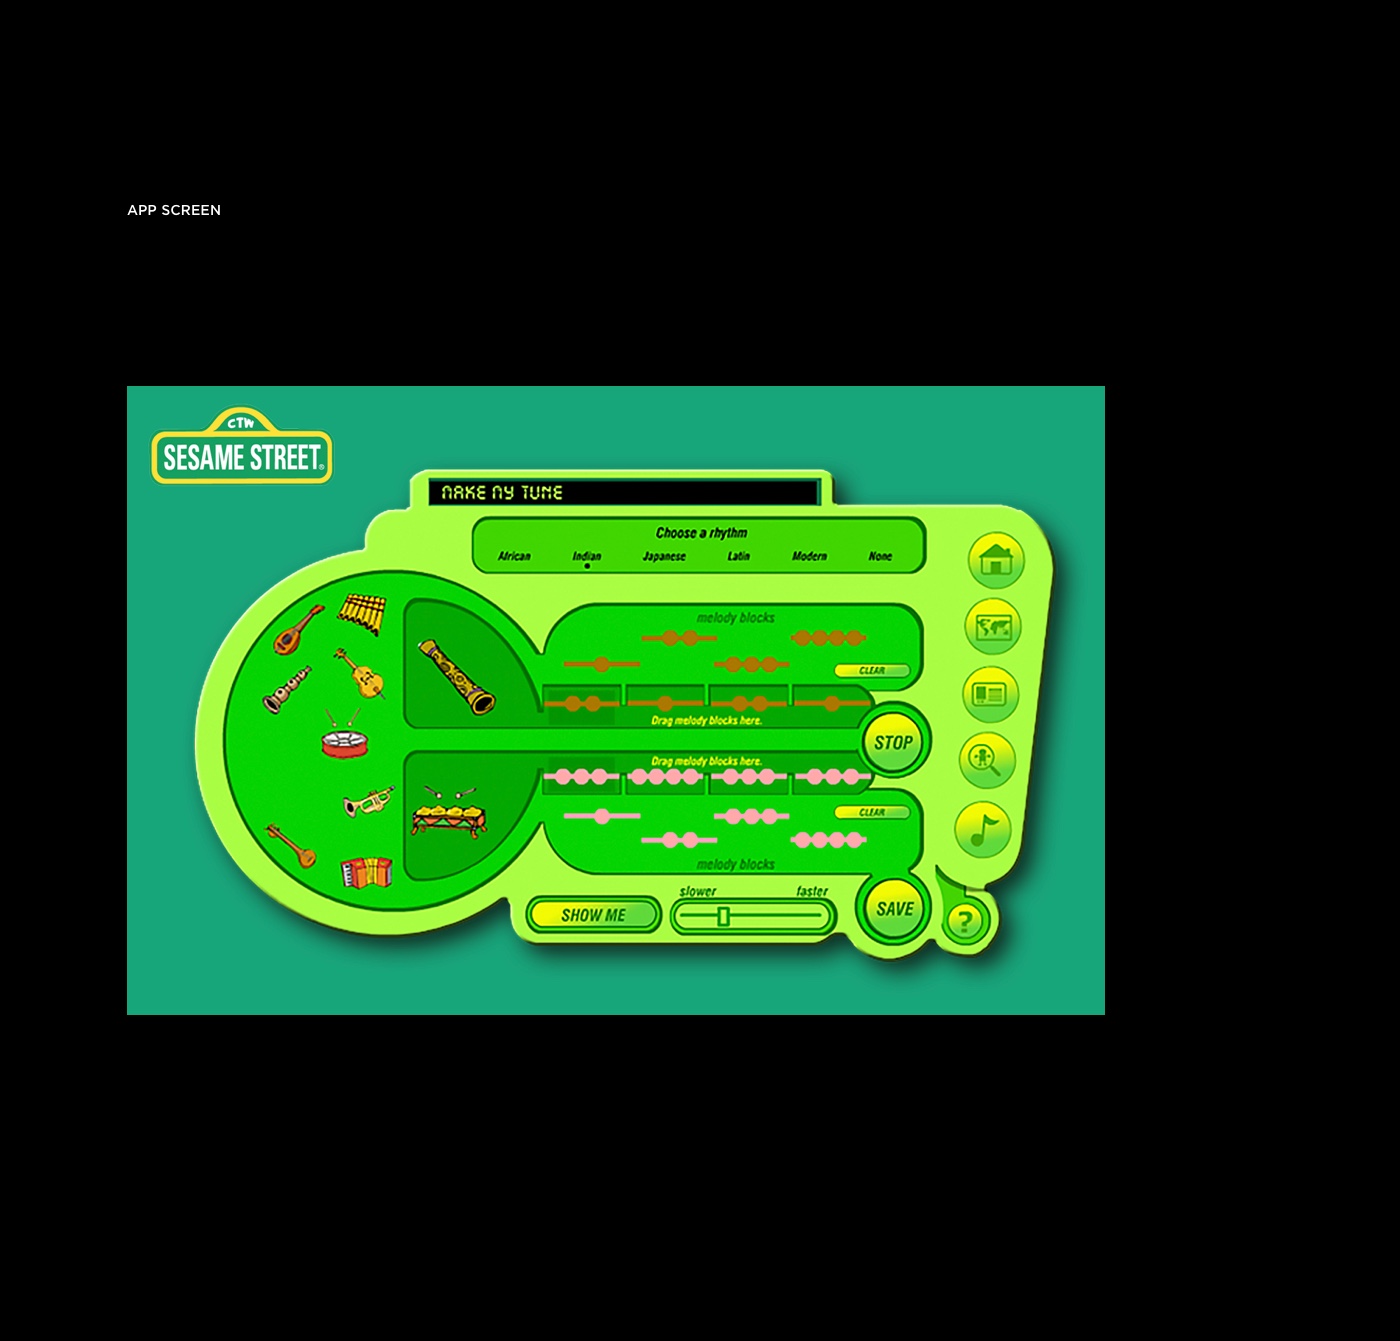 APP SCREEN
CTW
SESAME STREET®
MAKE MY TUNE
Choose a rhythm
African Indian Japanese Latin Modern None
melody blocks
CLEAR
Drag melody blocks here.
STOP
Drag melody blocks here.
CLEAR
melody blocks
slower faster
SHOW ME
SAVE
?